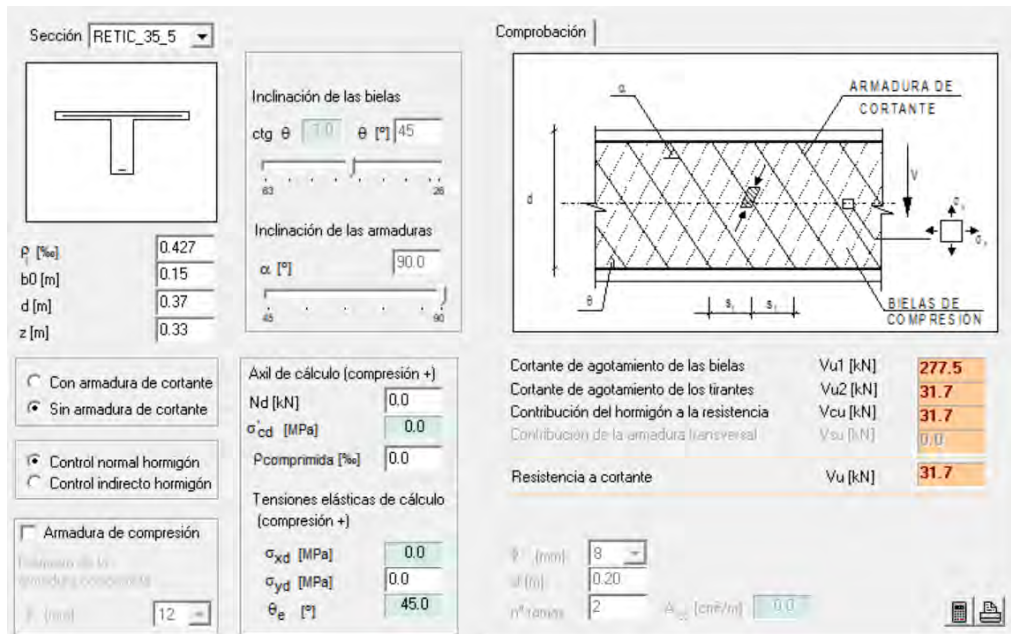 Sección RETIC_35_5
Comprobación
Inclinación de las bielas
ctg θ 1.0 θ [º] 45
63 26
Inclinación de las armaduras
α [º] 90.0
45 90
ρl [‰] 0.427
b0 [m] 0.15
d [m] 0.37
z [m] 0.33
α
ARMADURA DE
CORTANTE
d
V
θ
BIELAS DE
COMPRESION
Con armadura de cortante
Sin armadura de cortante
Control normal hormigón
Control indirecto hormigón
Armadura de compresión
armadura comprimida
12
Axil de cálculo (compresión +)
Nd [kN] 0.0
σ'cd [MPa] 0.0
ρcomprimida [‰] 0.0
Tensiones elásticas de cálculo
(compresión +)
σxd [MPa] 0.0
σyd [MPa] 0.0
θe [º] 45.0
Cortante de agotamiento de las bielas Vu1 [kN] 277.5
Cortante de agotamiento de los tirantes Vu2 [kN] 31.7
Contribución del hormigón a la resistencia Vcu [kN] 31.7
Contribución de la armadura transversal Vsu [kN] 0.0
Resistencia a cortante Vu [kN] 31.7
[mm] 8
st [m] 0.20
nº ramas 2 [cm²/m] 0.0